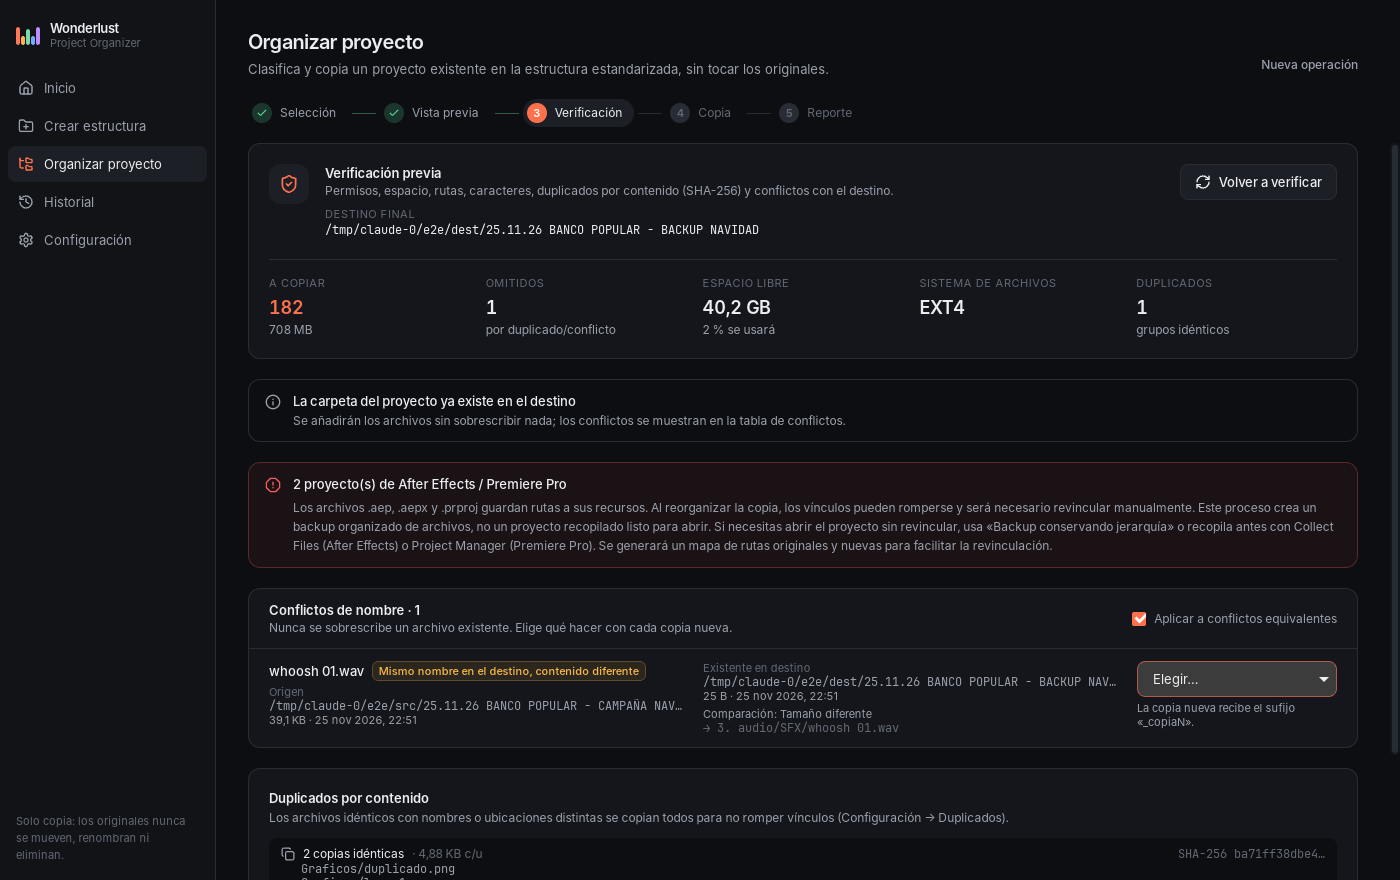 Wonderlust
Project Organizer
Inicio
Crear estructura
Organizar proyecto
Historial
Configuración
Solo copia: los originales nunca
se mueven, renombran ni
eliminan.
Organizar proyecto
Clasifica y copia un proyecto existente en la estructura estandarizada, sin tocar los originales.
Nueva operación
Selección
Vista previa
3 Verificación
4 Copia
5 Reporte
Verificación previa
Permisos, espacio, rutas, caracteres, duplicados por contenido (SHA-256) y conflictos con el destino.
DESTINO FINAL
/tmp/claude-0/e2e/dest/25.11.26 BANCO POPULAR - BACKUP NAVIDAD
Volver a verificar
A COPIAR
182
708 MB
OMITIDOS
1
por duplicado/conflicto
ESPACIO LIBRE
40,2 GB
2 % se usará
SISTEMA DE ARCHIVOS
EXT4
DUPLICADOS
1
grupos idénticos
La carpeta del proyecto ya existe en el destino
Se añadirán los archivos sin sobrescribir nada; los conflictos se muestran en la tabla de conflictos.
2 proyecto(s) de After Effects / Premiere Pro
Los archivos .aep, .aepx y .prproj guardan rutas a sus recursos. Al reorganizar la copia, los vínculos pueden romperse y será necesario revincular manualmente. Este proceso crea un
backup organizado de archivos, no un proyecto recopilado listo para abrir. Si necesitas abrir el proyecto sin revincular, usa «Backup conservando jerarquía» o recopila antes con Collect
Files (After Effects) o Project Manager (Premiere Pro). Se generará un mapa de rutas originales y nuevas para facilitar la revinculación.
Conflictos de nombre · 1
Nunca se sobrescribe un archivo existente. Elige qué hacer con cada copia nueva.
Aplicar a conflictos equivalentes
whoosh 01.wav
Mismo nombre en el destino, contenido diferente
Origen
/tmp/claude-0/e2e/src/25.11.26 BANCO POPULAR - CAMPAÑA NAV…
39,1 KB · 25 nov 2026, 22:51
Existente en destino
/tmp/claude-0/e2e/dest/25.11.26 BANCO POPULAR - BACKUP NAV…
25 B · 25 nov 2026, 22:51
Comparación: Tamaño diferente
→ 3. audio/SFX/whoosh 01.wav
Elegir...
La copia nueva recibe el sufijo
«_copiaN».
Duplicados por contenido
Los archivos idénticos con nombres o ubicaciones distintas se copian todos para no romper vínculos (Configuración → Duplicados).
2 copias idénticas · 4,88 KB c/u
SHA-256 ba71ff38dbe4…
Graficos/duplicado.png